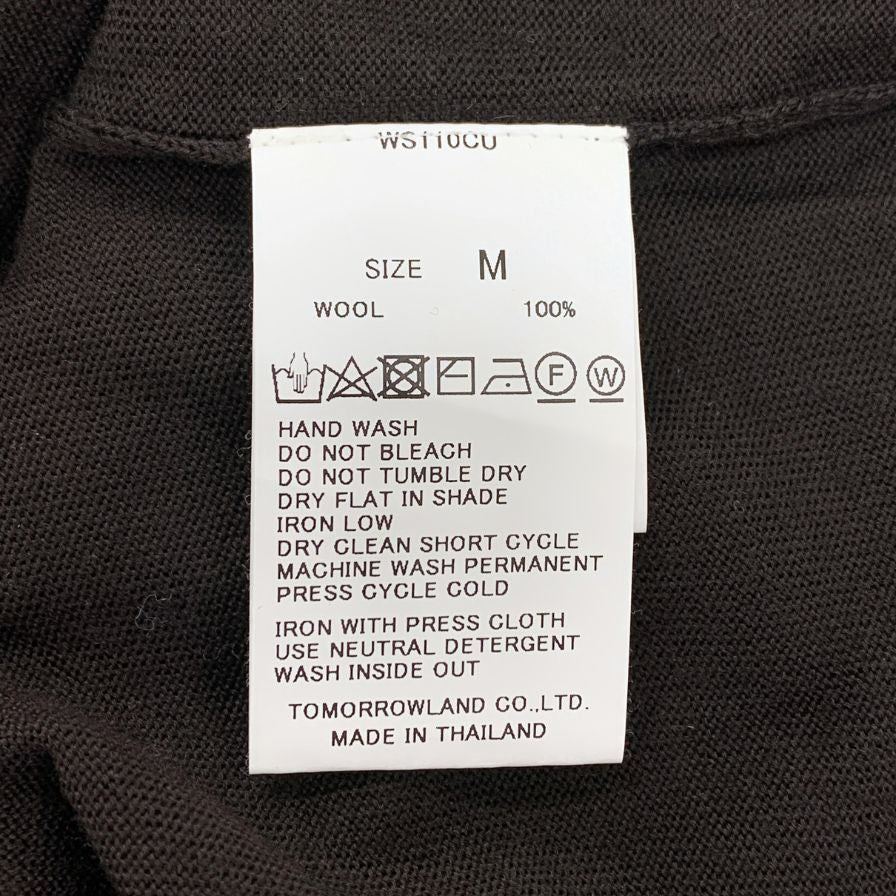 WS110CU
SIZE M
WOOL 100%
F W
HAND WASH
DO NOT BLEACH
DO NOT TUMBLE DRY
DRY FLAT IN SHADE
IRON LOW
DRY CLEAN SHORT CYCLE
MACHINE WASH PERMANENT
PRESS CYCLE COLD
IRON WITH PRESS CLOTH
USE NEUTRAL DETERGENT
WASH INSIDE OUT
TOMORROWLAND CO.,LTD.
MADE IN THAILAND